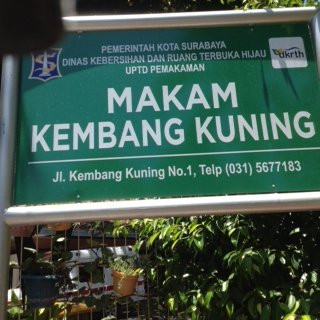 PEMERINTAH KOTA SURABAYA
DINAS KEBERSIHAN DAN RUANG TERBUKA HIJAU
UPTD PEMAKAMAN
dkrth
MAKAM
KEMBANG KUNING
Jl. Kembang Kuning No.1, Telp (031) 5677183